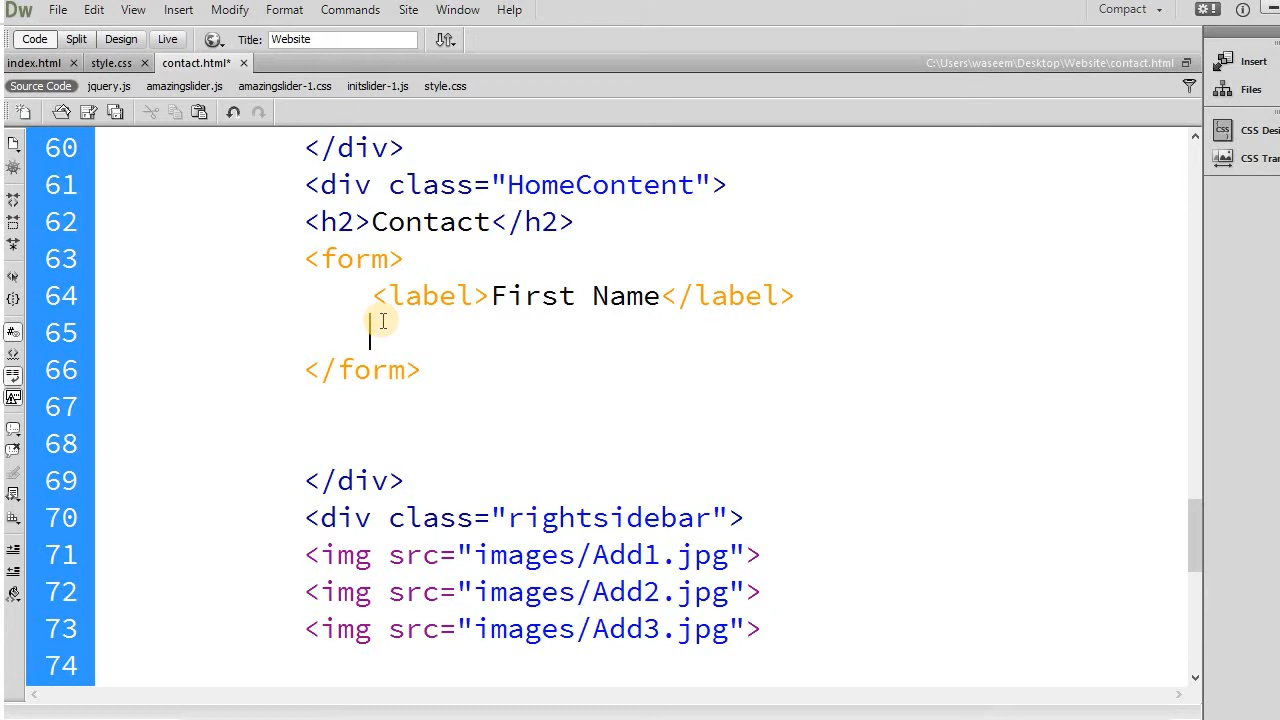 Dw File Edit View Insert Modify Format Commands Site Window Help Compact
Code Split Design Live Title: Website
index.html style.css contact.html* C:\Users\waseem\Desktop\Website\contact.html
Source Code jquery.js amazingslider.js amazingslider-1.css initslider-1.js style.css
Insert
Files
CSS Des
CSS Tran
60 </div>
61 <div class="HomeContent">
62 <h2>Contact</h2>
63 <form>
64 <label>First Name</label>
65
66 </form>
67
68
69 </div>
70 <div class="rightsidebar">
71 <img src="images/Add1.jpg">
72 <img src="images/Add2.jpg">
73 <img src="images/Add3.jpg">
74